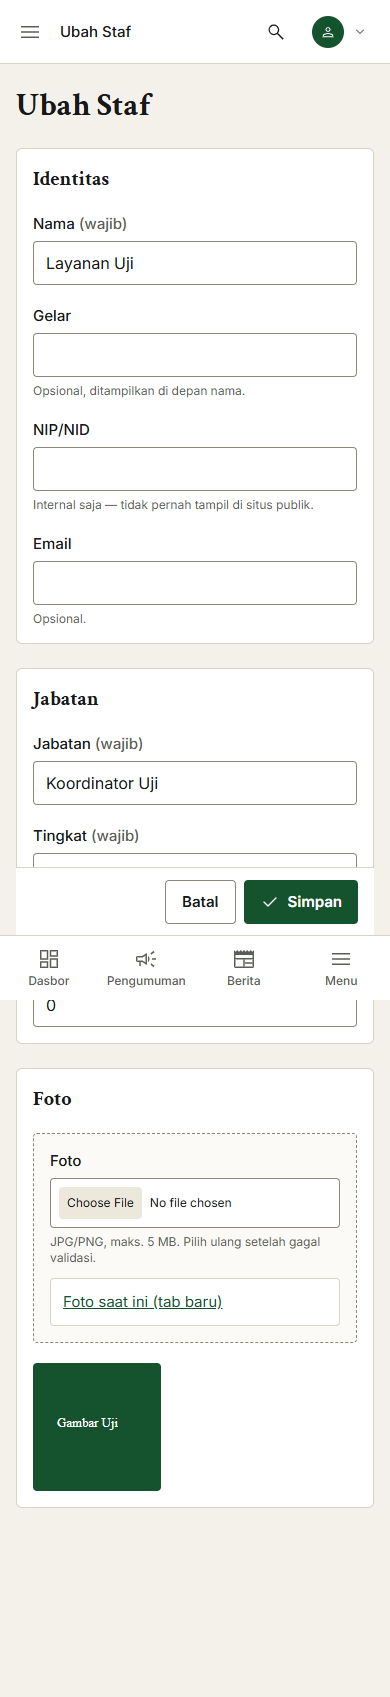 Ubah Staf
Ubah Staf
Identitas
Nama (wajib)
Layanan Uji
Gelar
Opsional, ditampilkan di depan nama.
NIP/NID
Internal saja — tidak pernah tampil di situs publik.
Email
Opsional.
Jabatan
Jabatan (wajib)
Koordinator Uji
Tingkat (wajib)
Batal
Simpan
Dasbor
Pengumuman
Berita
Menu
0
Foto
Foto
Choose File No file chosen
JPG/PNG, maks. 5 MB. Pilih ulang setelah gagal
validasi.
Foto saat ini (tab baru)
Gambar Uji